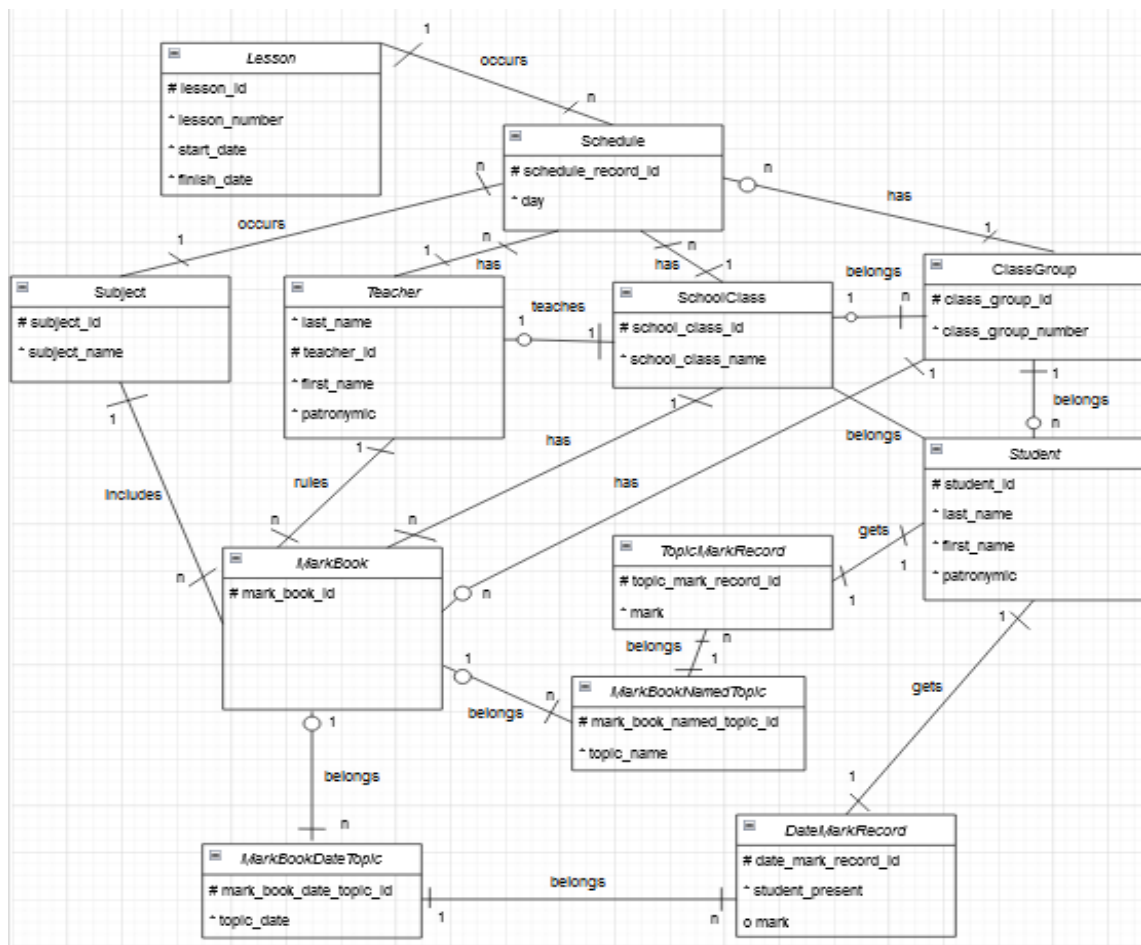 1
occurs
n
Lesson
# lesson_id
* lesson_number
* start_date
* finish_date
Schedule
# schedule_record_id
* day
n
n
has
1
occurs
1
n
has
1
n
has
1
Subject
# subject_id
* subject_name
Teacher
* last_name
# teacher_id
* first_name
* patronymic
teaches
1
1
SchoolClass
# school_class_id
* school_class_name
belongs
1
n
ClassGroup
# class_group_id
* class_group_number
1
1
belongs
n
1
1
has
1
belongs
Student
# student_id
* last_name
* first_name
* patronymic
includes
rules
has
n
n
n
gets
1
1
TopicMarkRecord
# topic_mark_record_id
* mark
MarkBook
# mark_book_id
n
n
belongs
1
1
n
belongs
MarkBookNamedTopic
# mark_book_named_topic_id
* topic_name
1
gets
1
1
belongs
n
MarkBookDateTopic
# mark_book_date_topic_id
* topic_date
belongs
1
n
DateMarkRecord
# date_mark_record_id
* student_present
o mark